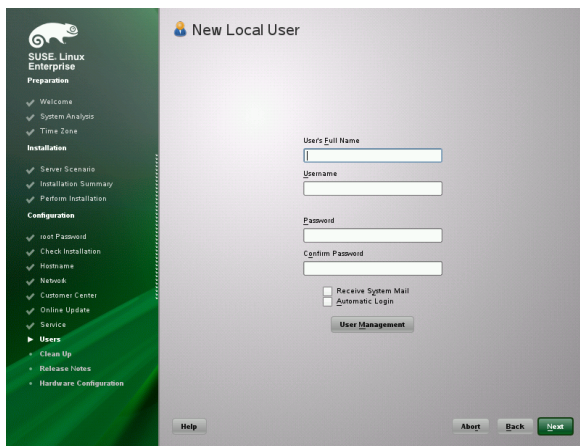 SUSE. Linux
Enterprise
Preparation
Welcome
System Analysis
Time Zone
Installation
Server Scenario
Installation Summary
Perform Installation
Configuration
root Password
Check Installation
Hostname
Network
Customer Center
Online Update
Service
Users
Clean Up
Release Notes
Hardware Configuration
New Local User
User's Full Name
Username
Password
Confirm Password
Receive System Mail
Automatic Login
User Management
Help
Abort
Back
Next